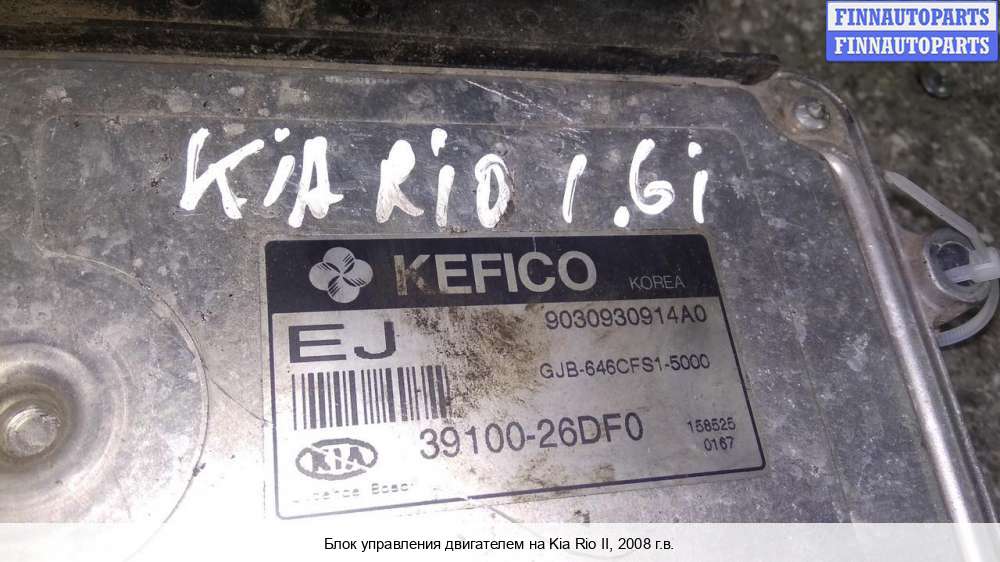 FINNAUTOPARTS
FINNAUTOPARTS
KiA RiO 1.6i
KEFICO KOREA
EJ 9030930914A0
GJB-646CFS1-5000
39100-26DF0 158525
0167
KIA
Блок управления двигателем на Kia Rio II, 2008 г.в.